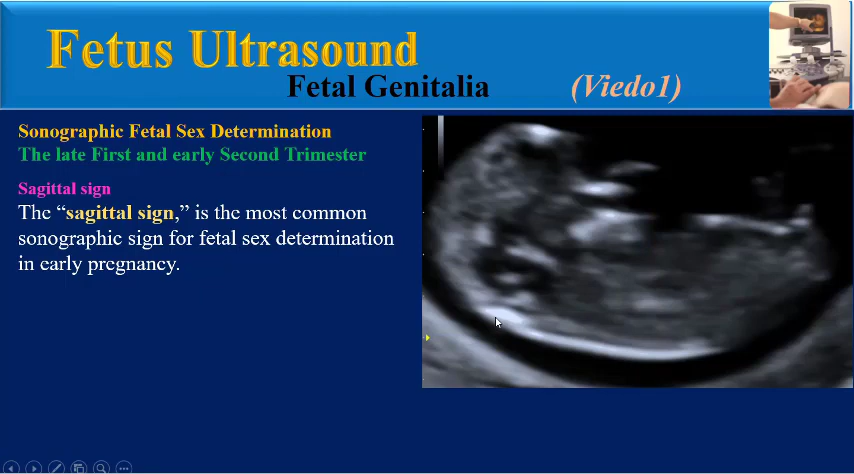 Fetus Ultrasound
Fetal Genitalia (Viedo1)
Sonographic Fetal Sex Determination
The late First and early Second Trimester
Sagittal sign
The “sagittal sign,” is the most common
sonographic sign for fetal sex determination
in early pregnancy.